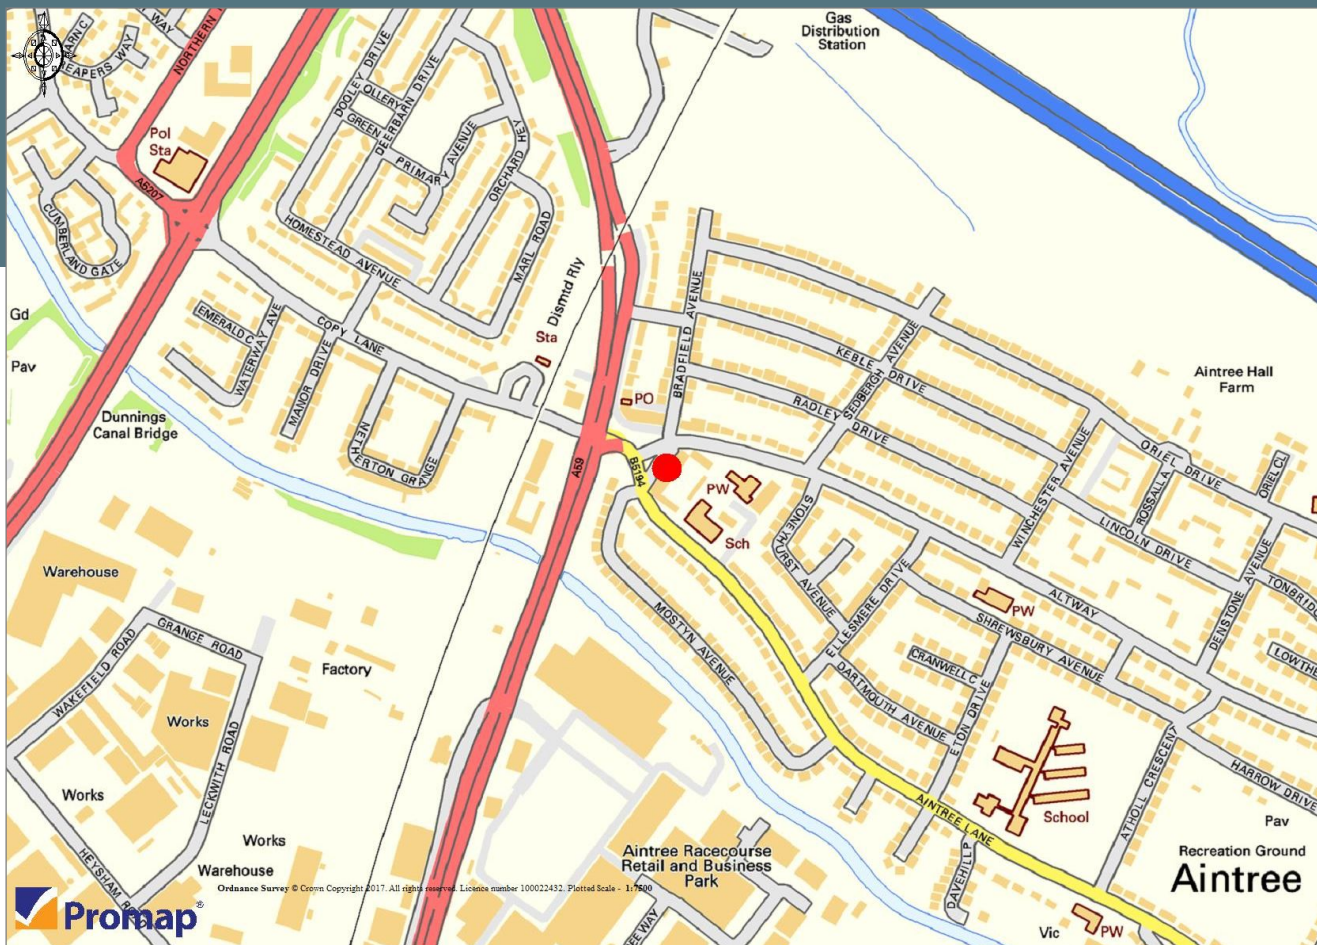 WAY
BARN C
REAPERS WAY
NORTHERN
Pol
Sta
A5207
CUMBERLAND GATE
DOOLEY DRIVE
OLLERY
GREEN
DEERBARN DRIVE
PRIMARY AVENUE
ORCHARD HEY
MARL ROAD
HOMESTEAD AVENUE
Gas
Distribution
Station
Dismtd Rly
Sta
Gd
Pav
EMERALD C
WATERWAY AVE
COPY LANE
MANOR DRIVE
NETHERTON GRANGE
Dunnings
Canal Bridge
PO
BRADFIELD AVENUE
KEBLE DRIVE
SEDBERGH AVENUE
RADLEY DRIVE
Aintree Hall
Farm
ORIEL DRIVE
ORIEL CL
ROSSALL A
WINCHESTER AVENUE
LINCOLN DRIVE
A59
B5194
PW
Sch
STONEYHURST AVENUE
ELLESMERE DRIVE
MOSTYN AVENUE
ALTWAY
PW
SHREWSBURY AVENUE
DENSTONE AVENUE
TONBRID
LOWTHE
CRANWELL C
DARTMOUTH AVENUE
ETON DRIVE
Warehouse
GRANGE ROAD
WAKEFIELD ROAD
Factory
Works
LECKWITH ROAD
Works
HEYSHAM ROAD
Works
Warehouse
AINTREE LANE
School
ATHOLL CRESCENT
HARROW DRIVE
Pav
Recreation Ground
Aintree
DAVEHILL P
Aintree Racecourse
Retail and Business
Park
EEWAY
Vic
PW
Ordnance Survey © Crown Copyright 2017. All rights reserved. Licence number 100022432. Plotted Scale - 1:7500
Promap®